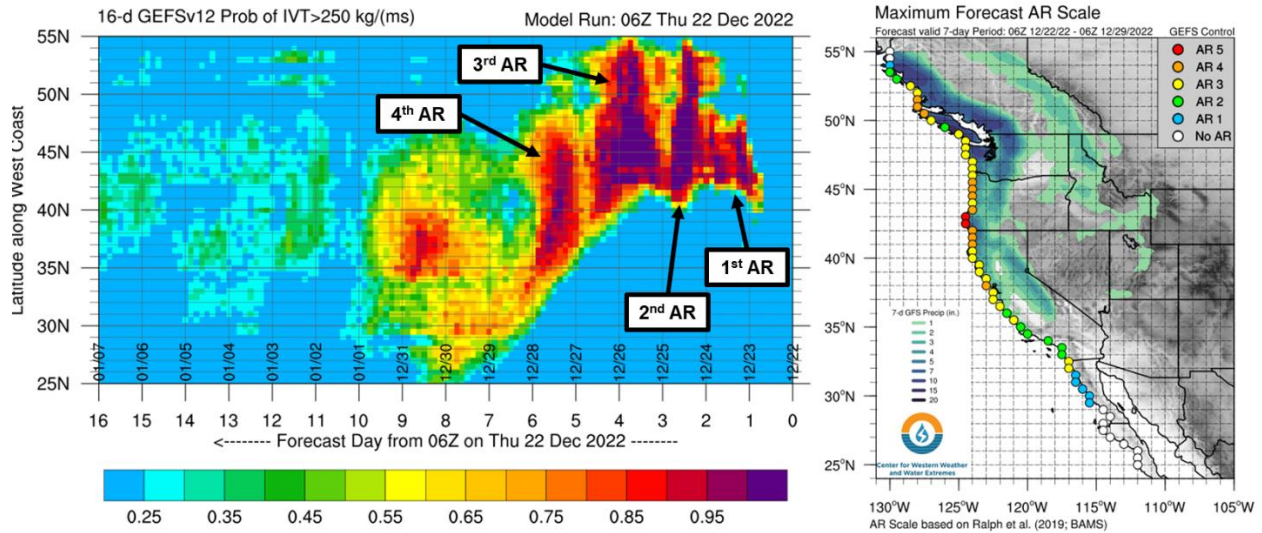 16-d GEFSv12 Prob of IVT>250 kg/(ms)
Model Run: 06Z Thu 22 Dec 2022
Latitude along West Coast
55N
50N
45N
40N
35N
30N
25N
3rd AR
4th AR
1st AR
2nd AR
01/07
01/06
01/05
01/04
01/03
01/02
01/01
12/31
12/30
12/29
12/28
12/27
12/26
12/25
12/24
12/23
12/22
16 15 14 13 12 11 10 9 8 7 6 5 4 3 2 1 0
<-------- Forecast Day from 06Z on Thu 22 Dec 2022 --------
0.25 0.35 0.45 0.55 0.65 0.75 0.85 0.95
Maximum Forecast AR Scale
Forecast valid 7-day Period: 06Z 12/22/22 - 06Z 12/29/2022
GEFS Control
AR 5
AR 4
AR 3
AR 2
AR 1
No AR
55°N
50°N
45°N
40°N
35°N
30°N
25°N
7-d GFS Precip (in.)
1
2
3
4
5
7
10
15
20
Center for Western Weather
and Water Extremes
130°W 125°W 120°W 115°W 110°W 105°W
AR Scale based on Ralph et al. (2019; BAMS)